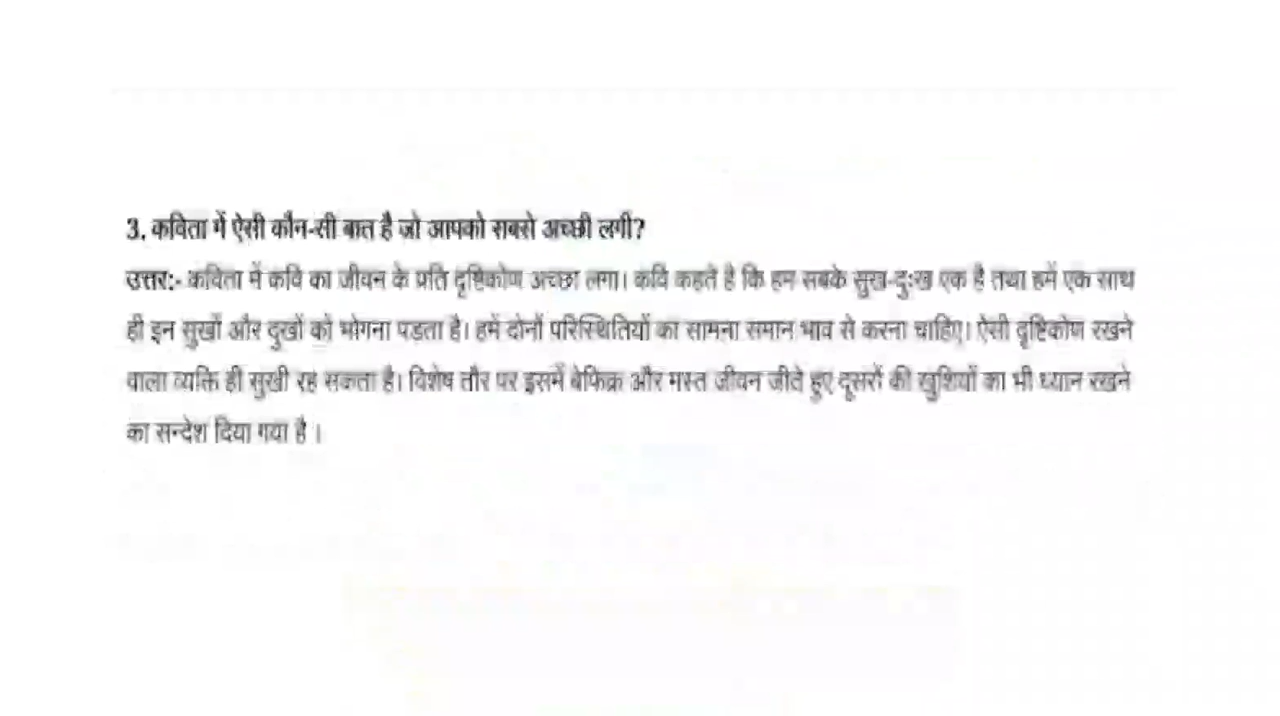 3. कविता में ऐसी कौन-सी बात है जो आपको सबसे अच्छी लगी?
उत्तर:- कविता में कवि का जीवन के प्रति दृष्टिकोण अच्छा लगा। कवि कहते है कि हम सबके सुख-दुःख एक है तथा हमें एक साथ
ही इन सुखों और दुखों को भोगना पड़ता है। हमें दोनों परिस्थितियों का सामना समान भाव से करना चाहिए। ऐसी दृष्टिकोण रखने
वाला व्यक्ति ही सुखी रह सकता है। विशेष तौर पर इसमें बेफिक्र और मस्त जीवन जीते हुए दूसरों की खुशियों का भी ध्यान रखने
का सन्देश दिया गया है ।